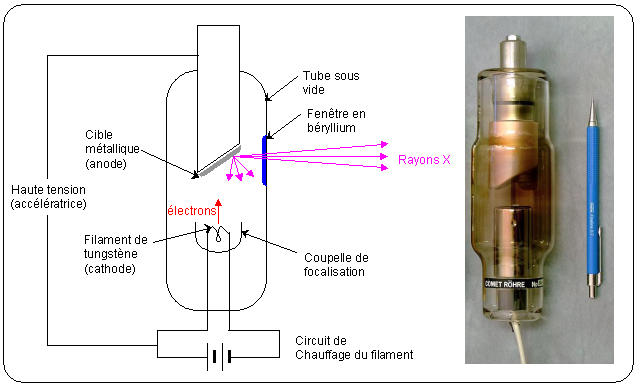 Tube sous
vide
Fenêtre en
béryllium
Cible
métallique
(anode)
Rayons X
Haute tension
(accélératrice)
électrons
Filament de
tungstène
(cathode)
Coupelle de
focalisation
Circuit de
Chauffage du filament
COMET RÖHRE